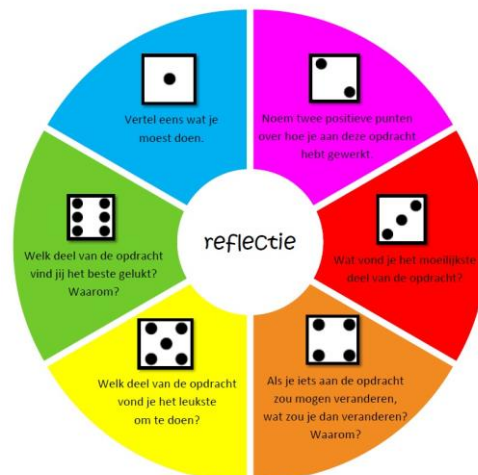 Vertel eens wat je
moest doen.
Noem twee positieve punten
over hoe je aan deze opdracht
hebt gewerkt.
Wat vond je het moeilijkste
deel van de opdracht?
Als je iets aan de opdracht
zou mogen veranderen,
wat zou je dan veranderen?
Waarom?
Welk deel van de opdracht
vond je het leukste
om te doen?
Welk deel van de opdracht
vind jij het beste gelukt?
Waarom?
reflectie